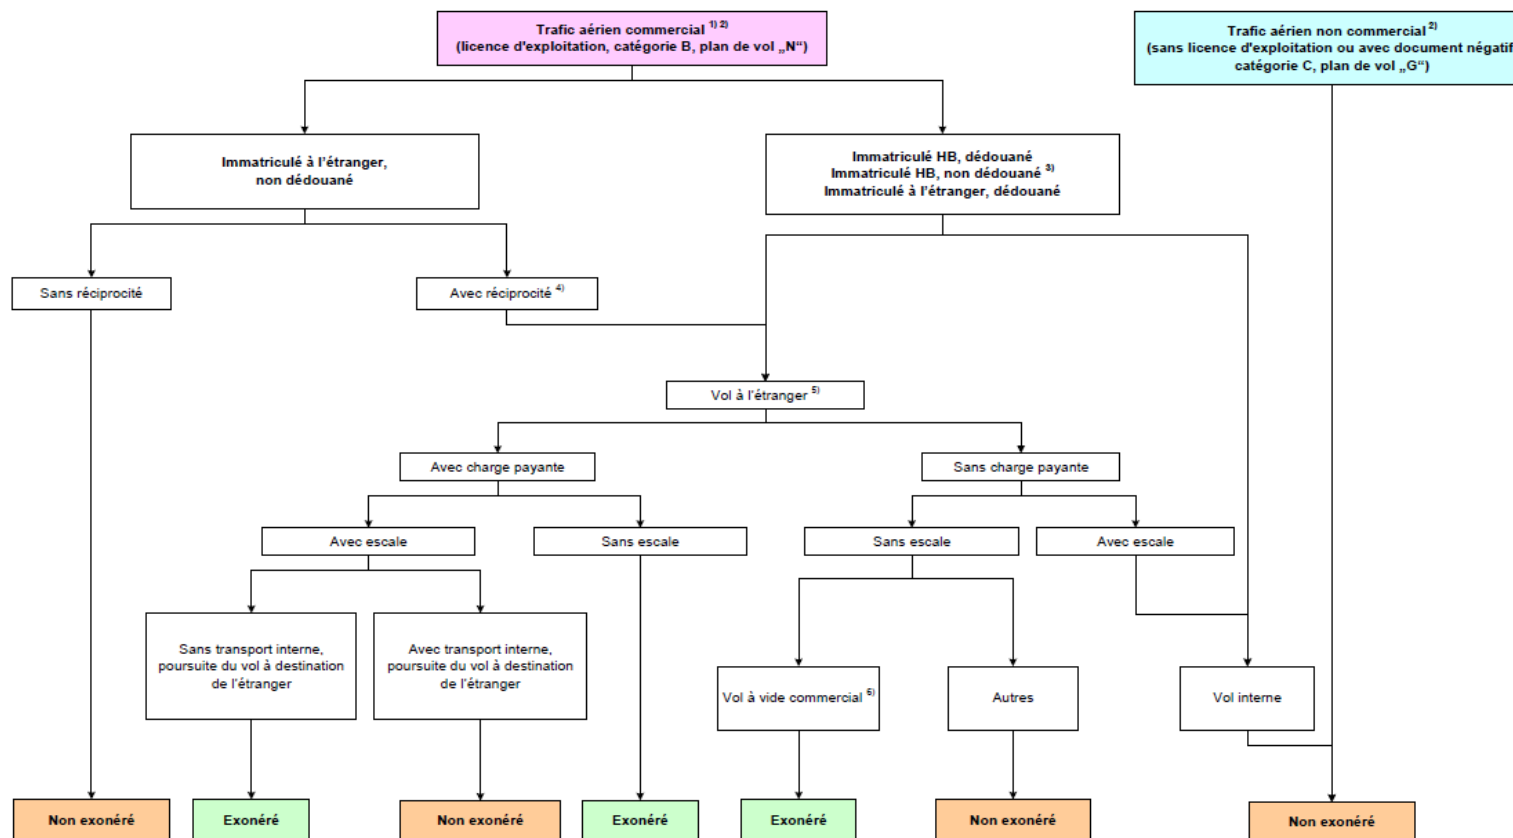 Trafic aérien commercial 1) 2)
(licence d'exploitation, catégorie B, plan de vol „N“)
Trafic aérien non commercial 2)
(sans licence d'exploitation ou avec document négatif
catégorie C, plan de vol „G“)
Immatriculé à l'étranger,
non dédouané
Immatriculé HB, dédouané
Immatriculé HB, non dédouané 3)
Immatriculé à l'étranger, dédouané
Sans réciprocité
Avec réciprocité 4)
Vol à l'étranger 5)
Avec charge payante
Sans charge payante
Avec escale
Sans escale
Sans escale
Avec escale
Sans transport interne,
poursuite du vol à destination
de l'étranger
Avec transport interne,
poursuite du vol à destination
de l'étranger
Vol à vide commercial 6)
Autres
Vol interne
Non exonéré
Exonéré
Non exonéré
Exonéré
Exonéré
Non exonéré
Non exonéré